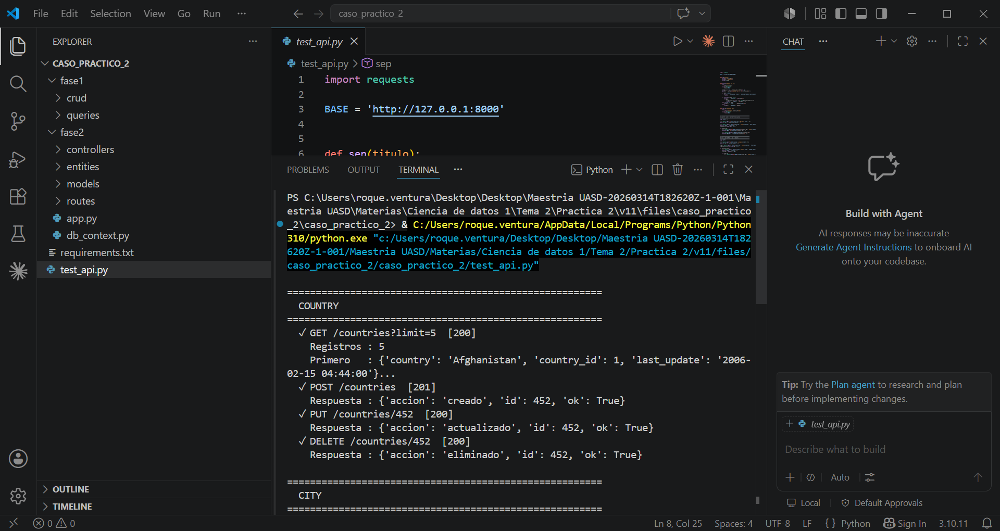 File Edit Selection View Go Run ···
caso_practico_2
EXPLORER
CASO_PRACTICO_2
fase1
crud
queries
fase2
controllers
entities
models
routes
app.py
db_context.py
requirements.txt
test_api.py
OUTLINE
TIMELINE
test_api.py
test_api.py > sep
1 import requests
2
3 BASE = 'http://127.0.0.1:8000'
4
5
6 def sep(titulo):
PROBLEMS OUTPUT TERMINAL ···
Python
PS C:\Users\roque.ventura\Desktop\Desktop\Maestria UASD-20260314T182620Z-1-001\Ma
estria UASD\Materias\Ciencia de datos 1\Tema 2\Practica 2\v11\files\caso_practico
_2\caso_practico_2> & C:/Users/roque.ventura/AppData/Local/Programs/Python/Python
310/python.exe "c:/Users/roque.ventura/Desktop/Desktop/Maestria UASD-20260314T182
620Z-1-001/Maestria UASD/Materias/Ciencia de datos 1/Tema 2/Practica 2/v11/files/
caso_practico_2/caso_practico_2/test_api.py"
=======================================================
COUNTRY
=======================================================
✓ GET /countries?limit=5 [200]
Registros : 5
Primero : {'country': 'Afghanistan', 'country_id': 1, 'last_update': '2006-
02-15 04:44:00'}...
✓ POST /countries [201]
Respuesta : {'accion': 'creado', 'id': 452, 'ok': True}
✓ PUT /countries/452 [200]
Respuesta : {'accion': 'actualizado', 'id': 452, 'ok': True}
✓ DELETE /countries/452 [200]
Respuesta : {'accion': 'eliminado', 'id': 452, 'ok': True}
=======================================================
CITY
=======================================================
CHAT
Build with Agent
AI responses may be inaccurate
Generate Agent Instructions to onboard AI
onto your codebase.
Tip: Try the Plan agent to research and plan
before implementing changes.
test_api.py
Describe what to build
Auto
Local Default Approvals
0 0
Ln 8, Col 25 Spaces: 4 UTF-8 LF { } Python Sign In 3.10.11